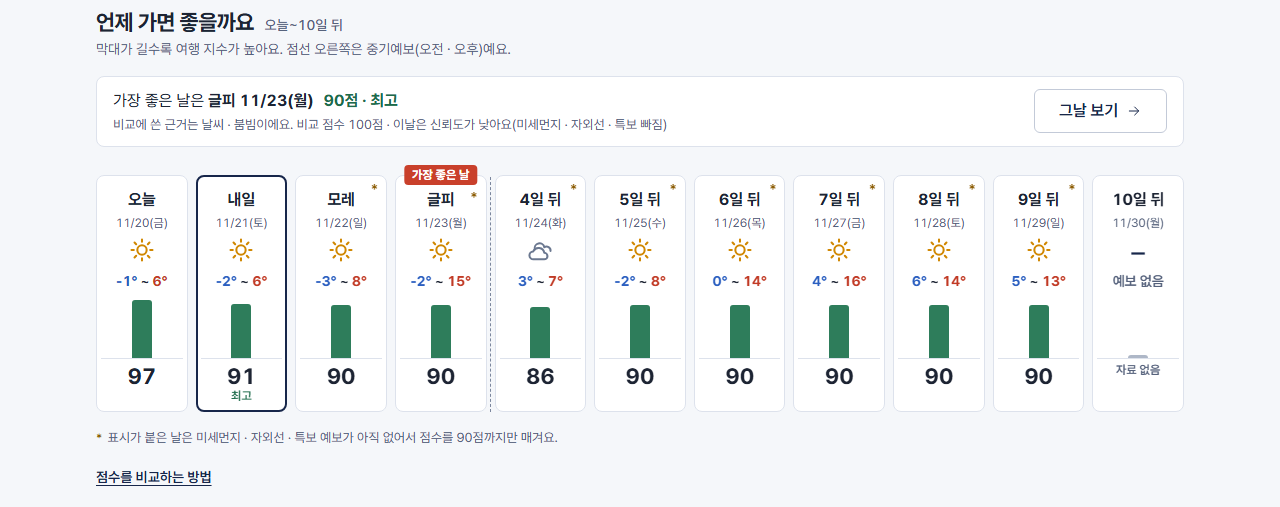 언제 가면 좋을까요 오늘~10일 뒤
막대가 길수록 여행 지수가 높아요. 점선 오른쪽은 중기예보(오전 · 오후)예요.
가장 좋은 날은 글피 11/23(월) 90점 · 최고
비교에 쓴 근거는 날씨 · 붐빔이에요. 비교 점수 100점 · 이날은 신뢰도가 낮아요(미세먼지 · 자외선 · 특보 빠짐)
그날 보기 →
가장 좋은 날
오늘 내일 모레 * 글피 * 4일 뒤 * 5일 뒤 * 6일 뒤 * 7일 뒤 * 8일 뒤 * 9일 뒤 * 10일 뒤
11/20(금) 11/21(토) 11/22(일) 11/23(월) 11/24(화) 11/25(수) 11/26(목) 11/27(금) 11/28(토) 11/29(일) 11/30(월)
–
-1° ~ 6° -2° ~ 6° -3° ~ 8° -2° ~ 15° 3° ~ 7° -2° ~ 8° 0° ~ 14° 4° ~ 16° 6° ~ 14° 5° ~ 13° 예보 없음
97 91 90 90 86 90 90 90 90 90 자료 없음
최고
* 표시가 붙은 날은 미세먼지 · 자외선 · 특보 예보가 아직 없어서 점수를 90점까지만 매겨요.
점수를 비교하는 방법